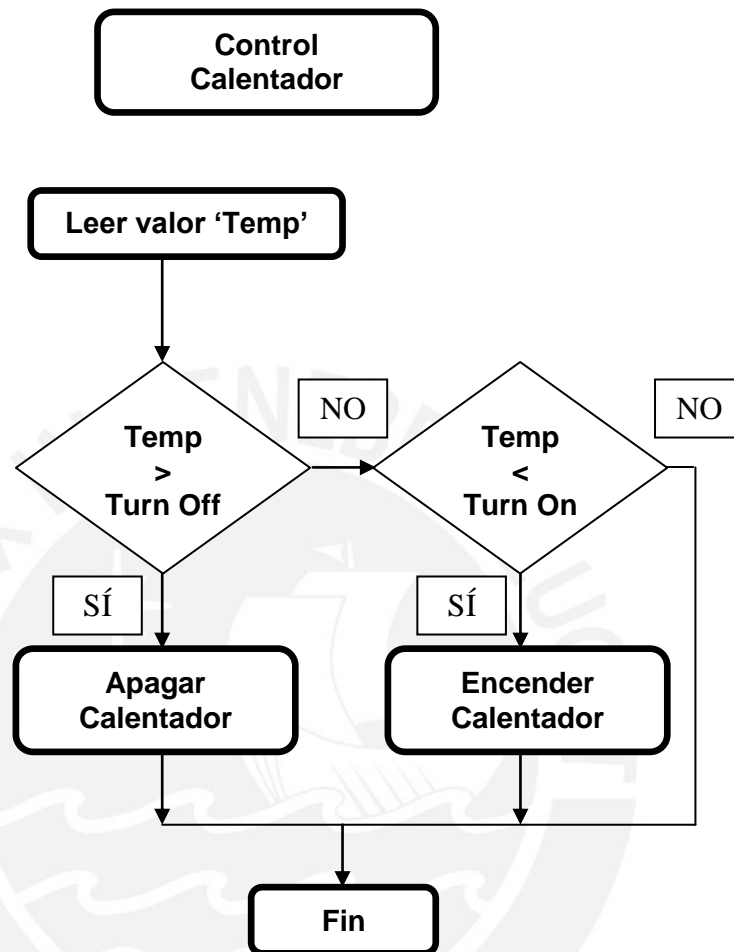 Control
Calentador
Leer valor ‘Temp’
NO
NO
Temp
>
Turn Off
Temp
<
Turn On
SÍ
SÍ
Apagar
Calentador
Encender
Calentador
Fin